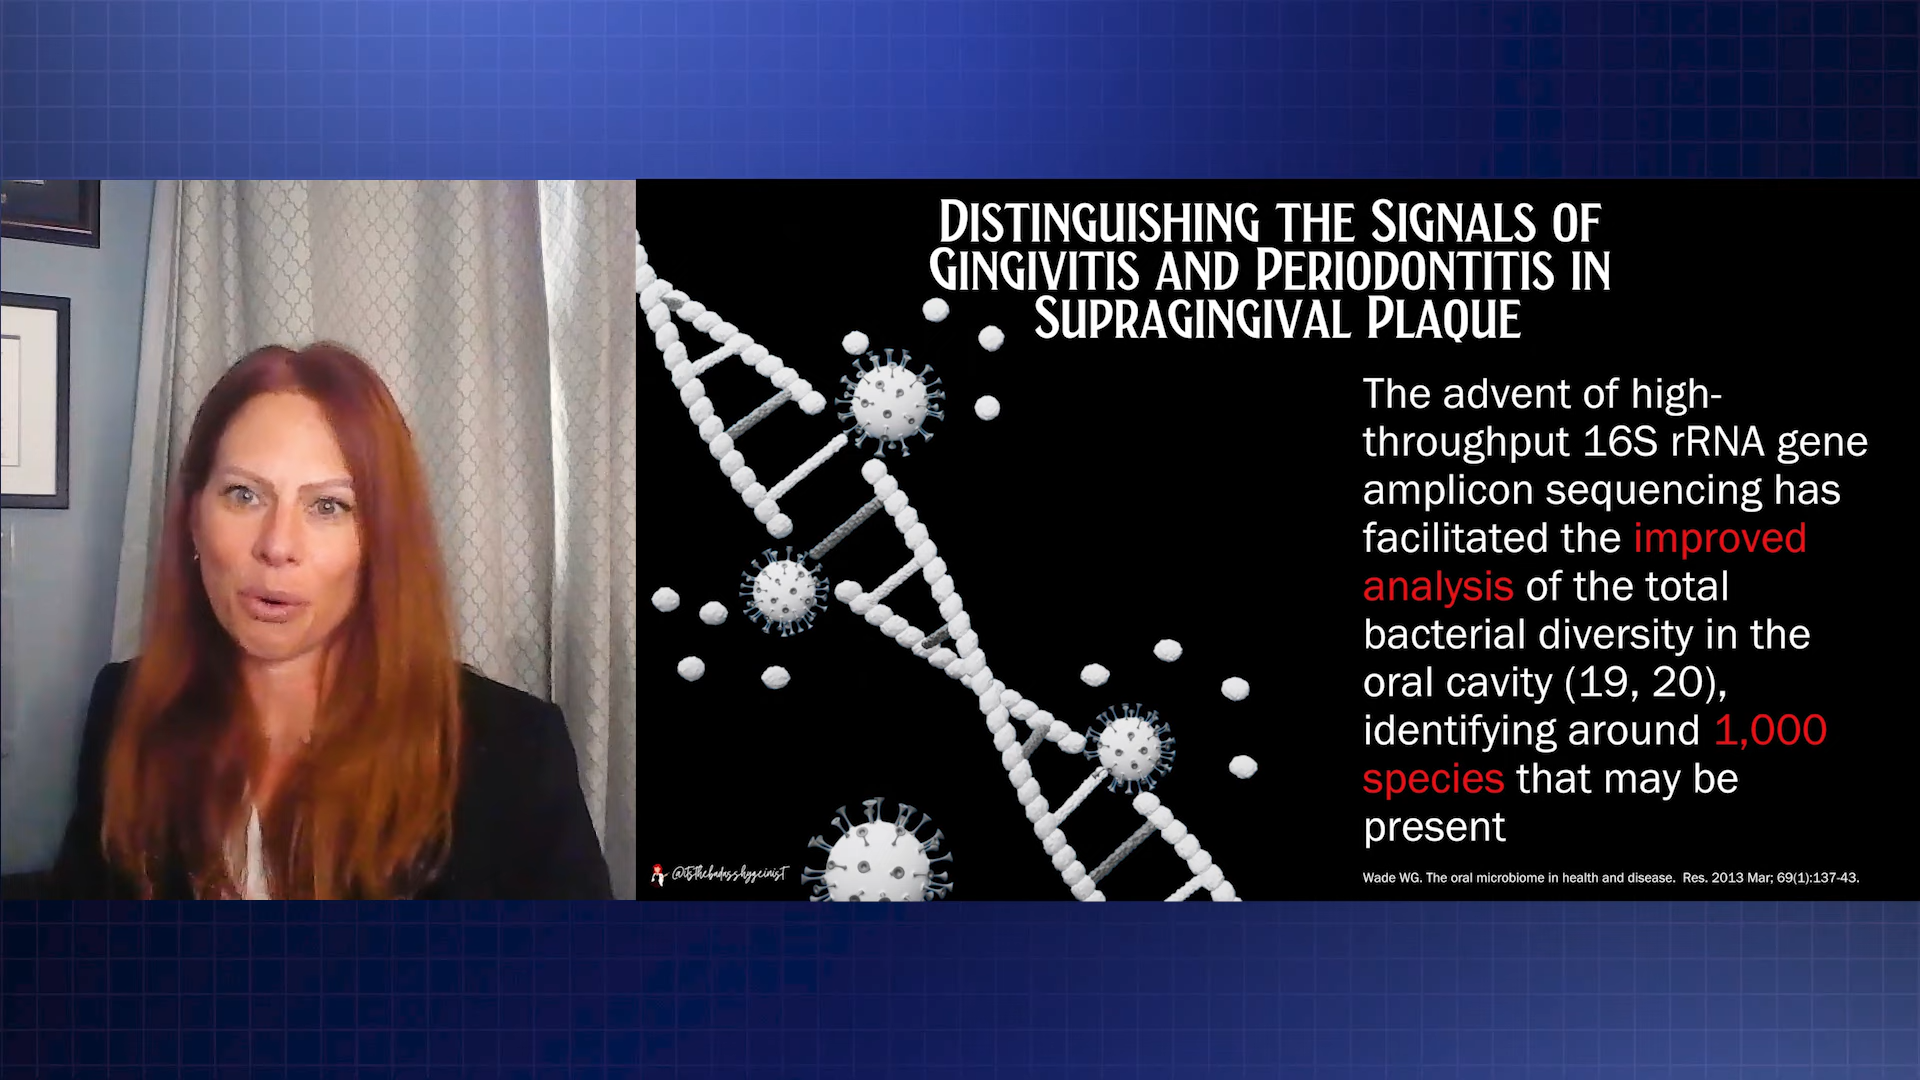 Distinguishing the Signals of
Gingivitis and Periodontitis in
Supragingival Plaque
The advent of high-
throughput 16S rRNA gene
amplicon sequencing has
facilitated the improved
analysis of the total
bacterial diversity in the
oral cavity (19, 20),
identifying around 1,000
species that may be
present
@itsthebadasshygeinist
Wade WG. The oral microbiome in health and disease. Res. 2013 Mar; 69(1):137-43.